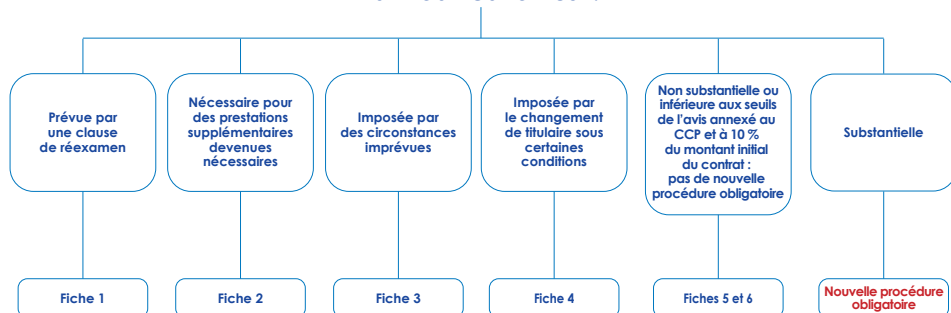 Prévue par
une clause
de réexamen
Nécessaire pour
des prestations
supplémentaires
devenues
nécessaires
Imposée par
des circonstances
imprévues
Imposée par
le changement
de titulaire sous
certaines
conditions
Non substantielle ou
inférieure aux seuils
de l'avis annexé au
CCP et à 10 %
du montant initial
du contrat :
pas de nouvelle
procédure obligatoire
Substantielle
Fiche 1
Fiche 2
Fiche 3
Fiche 4
Fiches 5 et 6
Nouvelle procédure
obligatoire